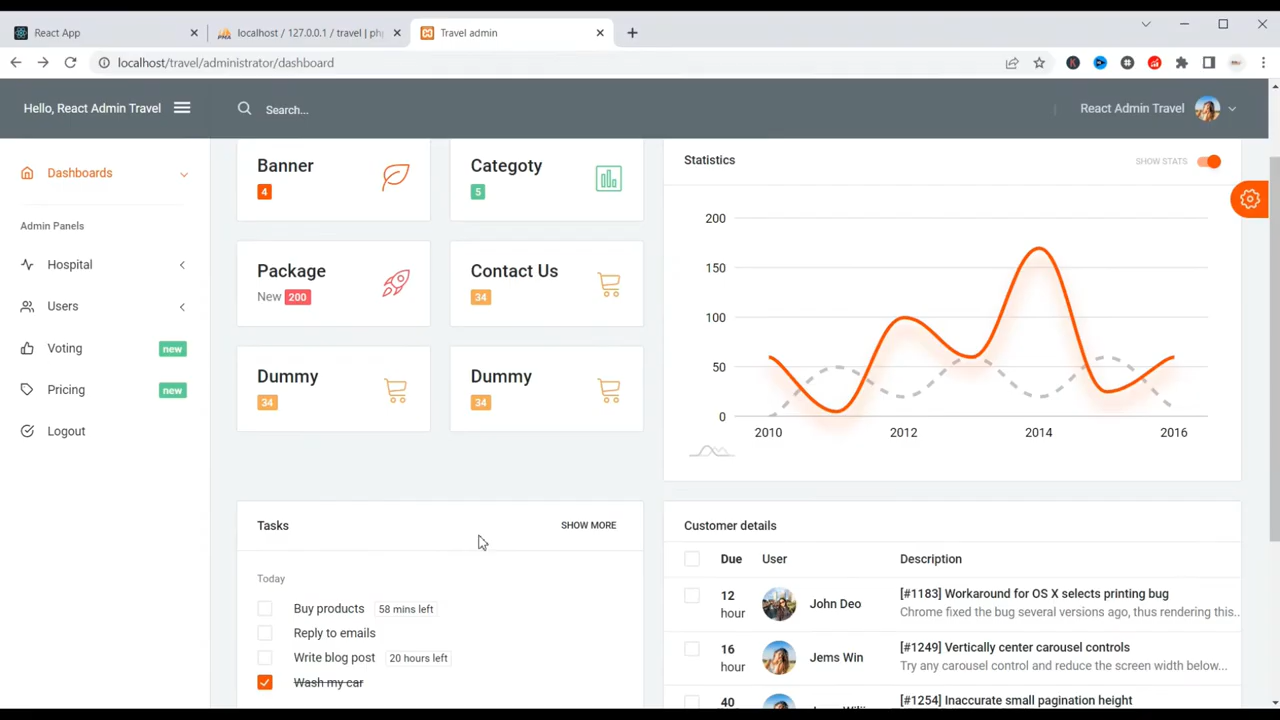 React App
localhost / 127.0.0.1 / travel | ph
Travel admin
localhost/travel/administrator/dashboard
Hello, React Admin Travel
Search...
React Admin Travel
Dashboards
Admin Panels
Hospital
Users
Voting new
Pricing new
Logout
Banner
4
Categoty
5
Package
New 200
Contact Us
34
Dummy
34
Dummy
34
Statistics
SHOW STATS
200
150
100
50
0
2010 2012 2014 2016
Tasks
SHOW MORE
Today
Buy products 58 mins left
Reply to emails
Write blog post 20 hours left
Wash my car
Customer details
Due User Description
12 hour
John Deo
[#1183] Workaround for OS X selects printing bug
Chrome fixed the bug several versions ago, thus rendering this..
16 hour
Jems Win
[#1249] Vertically center carousel controls
Try any carousel control and reduce the screen width below...
40
[#1254] Inaccurate small pagination height